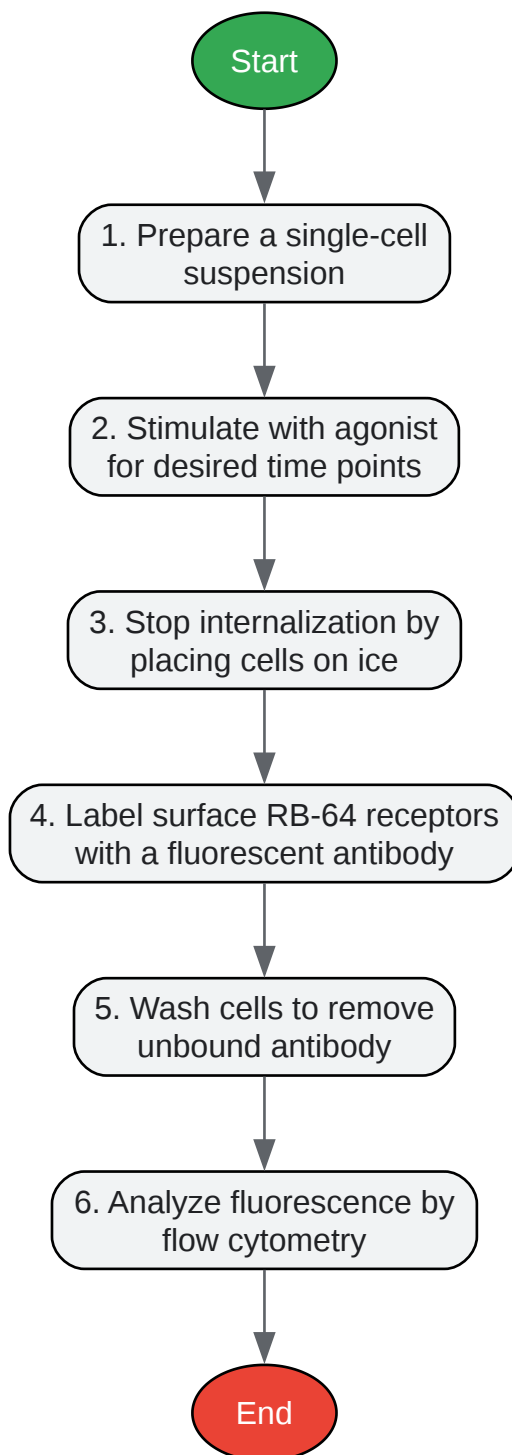 Start
1. Prepare a single-cell
suspension
2. Stimulate with agonist
for desired time points
3. Stop internalization by
placing cells on ice
4. Label surface RB-64 receptors
with a fluorescent antibody
5. Wash cells to remove
unbound antibody
6. Analyze fluorescence by
flow cytometry
End